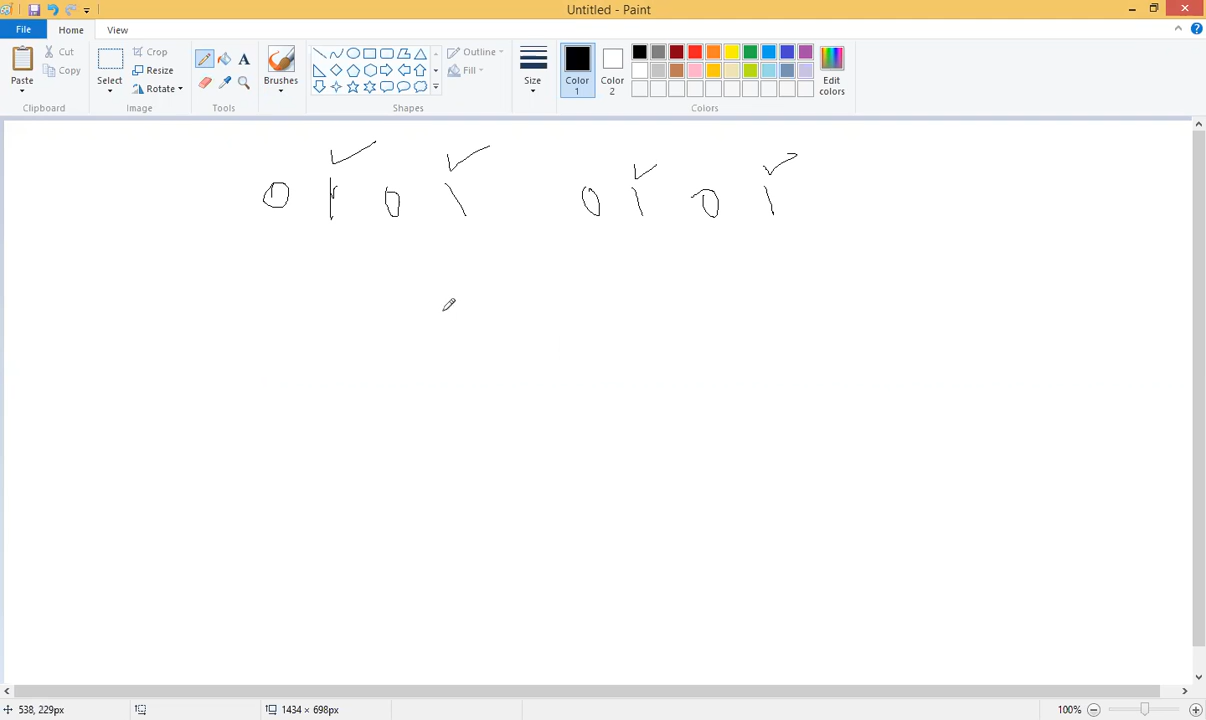 Untitled - Paint
File Home View
Paste Cut Copy Select Crop Resize Rotate Brushes Outline Fill Size Color 1 Color 2 Edit colors
Clipboard Image Tools Shapes Colors
0 1 0 1 0 1 0 1
538, 229px 1434 × 698px 100%